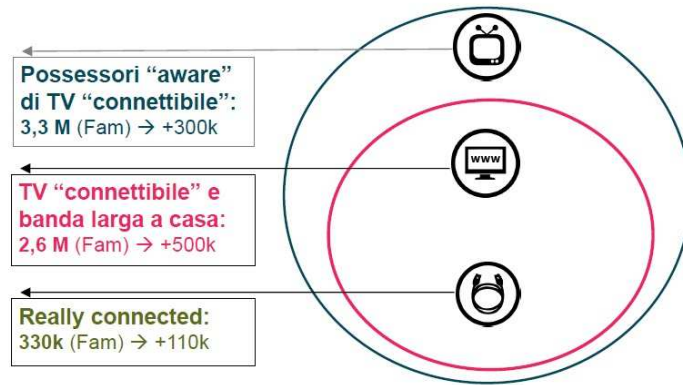 Possessori “aware”
di TV “connettibile”:
3,3 M (Fam) → +300k
www
TV “connettibile” e
banda larga a casa:
2,6 M (Fam) → +500k
Really connected:
330k (Fam) → +110k